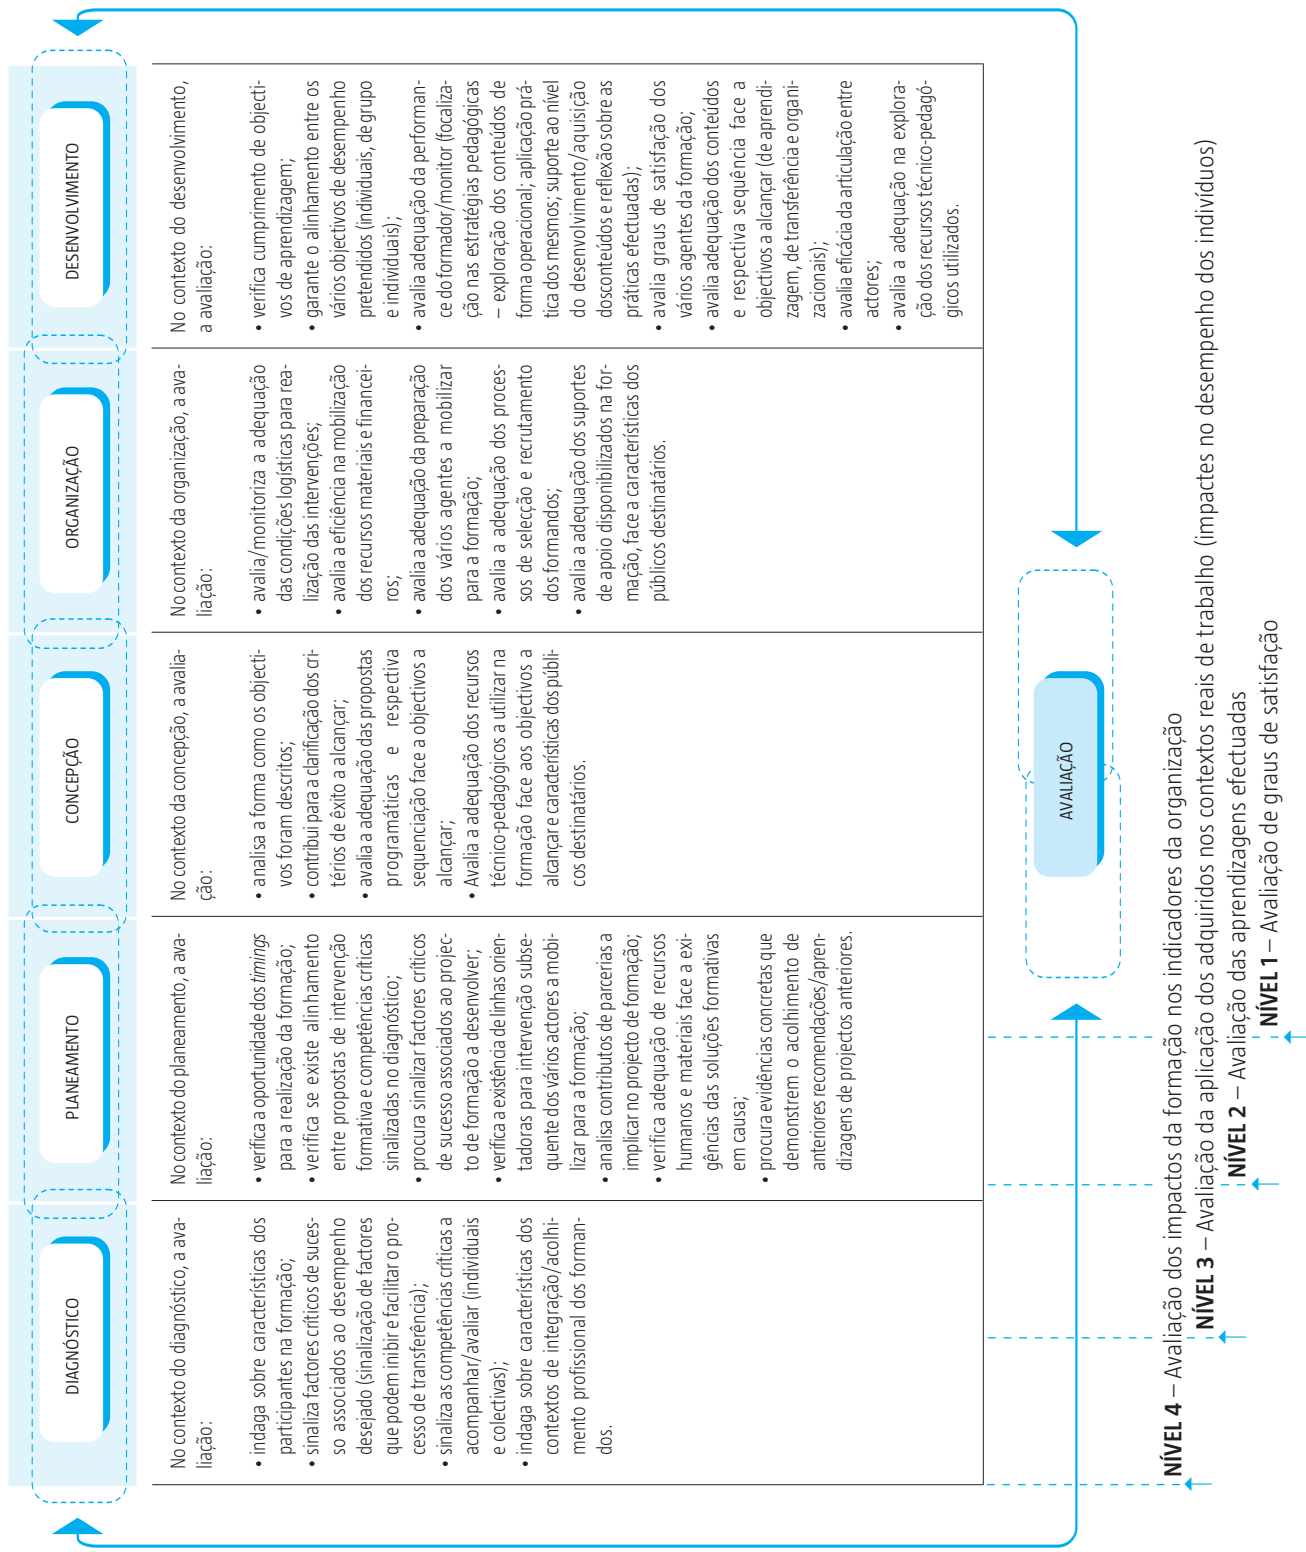 DIAGNÓSTICO
PLANEAMENTO
CONCEPÇÃO
ORGANIZAÇÃO
DESENVOLVIMENTO
No contexto do diagnóstico, a ava-
liação:
• indaga sobre características dos
participantes na formação;
• sinaliza factores críticos de suces-
so associados ao desempenho
desejado (sinalização de factores
que podem inibir e facilitar o pro-
cesso de transferência);
• sinaliza as competências críticas a
acompanhar/avaliar (individuais
e colectivas);
• indaga sobre características dos
contextos de integração/acolhi-
mento profissional dos forman-
dos.
No contexto do planeamento, a ava-
liação:
• verifica a oportunidade dos timings
para a realização da formação;
• verifica se existe alinhamento
entre propostas de intervenção
formativa e competências críticas
sinalizadas no diagnóstico;
• procura sinalizar factores críticos
de sucesso associados ao projec-
to de formação a desenvolver;
• verifica a existência de linhas orien-
tadoras para intervenção subse-
quente dos vários actores a mobi-
lizar para a formação;
• analisa contributos de parcerias a
implicar no projecto de formação;
• verifica adequação de recursos
humanos e materiais face a exi-
gências das soluções formativas
em causa;
• procura evidências concretas que
demonstrem o acolhimento de
anteriores recomendações/apren-
dizagens de projectos anteriores.
No contexto da concepção, a avalia-
ção:
• analisa a forma como os objecti-
vos foram descritos;
• contribui para a clarificação dos cri-
térios de êxito a alcançar;
• avalia a adequação das propostas
programáticas e respectiva
sequenciação face a objectivos a
alcançar;
• Avalia a adequação dos recursos
técnico-pedagógicos a utilizar na
formação face aos objectivos a
alcançar e características dos públi-
cos destinatários.
No contexto da organização, a ava-
liação:
• avalia/monitoriza a adequação
das condições logísticas para rea-
lização das intervenções;
• avalia a eficiência na mobilização
dos recursos materiais e financei-
ros;
• avalia a adequação da preparação
dos vários agentes a mobilizar
para a formação;
• avalia a adequação dos proces-
sos de selecção e recrutamento
dos formandos;
• avalia a adequação dos suportes
de apoio disponibilizados na for-
mação, face a características dos
públicos destinatários.
No contexto do desenvolvimento,
a avaliação:
• verifica cumprimento de objecti-
vos de aprendizagem;
• garante o alinhamento entre os
vários objectivos de desempenho
pretendidos (individuais, de grupo
e individuais);
• avalia adequação da performan-
ce do formador/monitor (focaliza-
ção nas estratégias pedagógicas
– exploração dos conteúdos de
forma operacional; aplicação prá-
tica dos mesmos; suporte ao nível
do desenvolvimento/aquisição
dos conteúdos e reflexão sobre as
práticas efectuadas);
• avalia graus de satisfação dos
vários agentes da formação;
• avalia adequação dos conteúdos
e respectiva sequência face a
objectivos a alcançar (de aprendi-
zagem, de transferência e organi-
zacionais);
• avalia eficácia da articulação entre
actores;
• avalia a adequação na explora-
ção dos recursos técnico-pedagó-
gicos utilizados.
AVALIAÇÃO
NÍVEL 4 – Avaliação dos impactos da formação nos indicadores da organização
NÍVEL 3 – Avaliação da aplicação dos adquiridos nos contextos reais de trabalho (impactes no desempenho dos indivíduos)
NÍVEL 2 – Avaliação das aprendizagens efectuadas
NÍVEL 1 – Avaliação de graus de satisfação